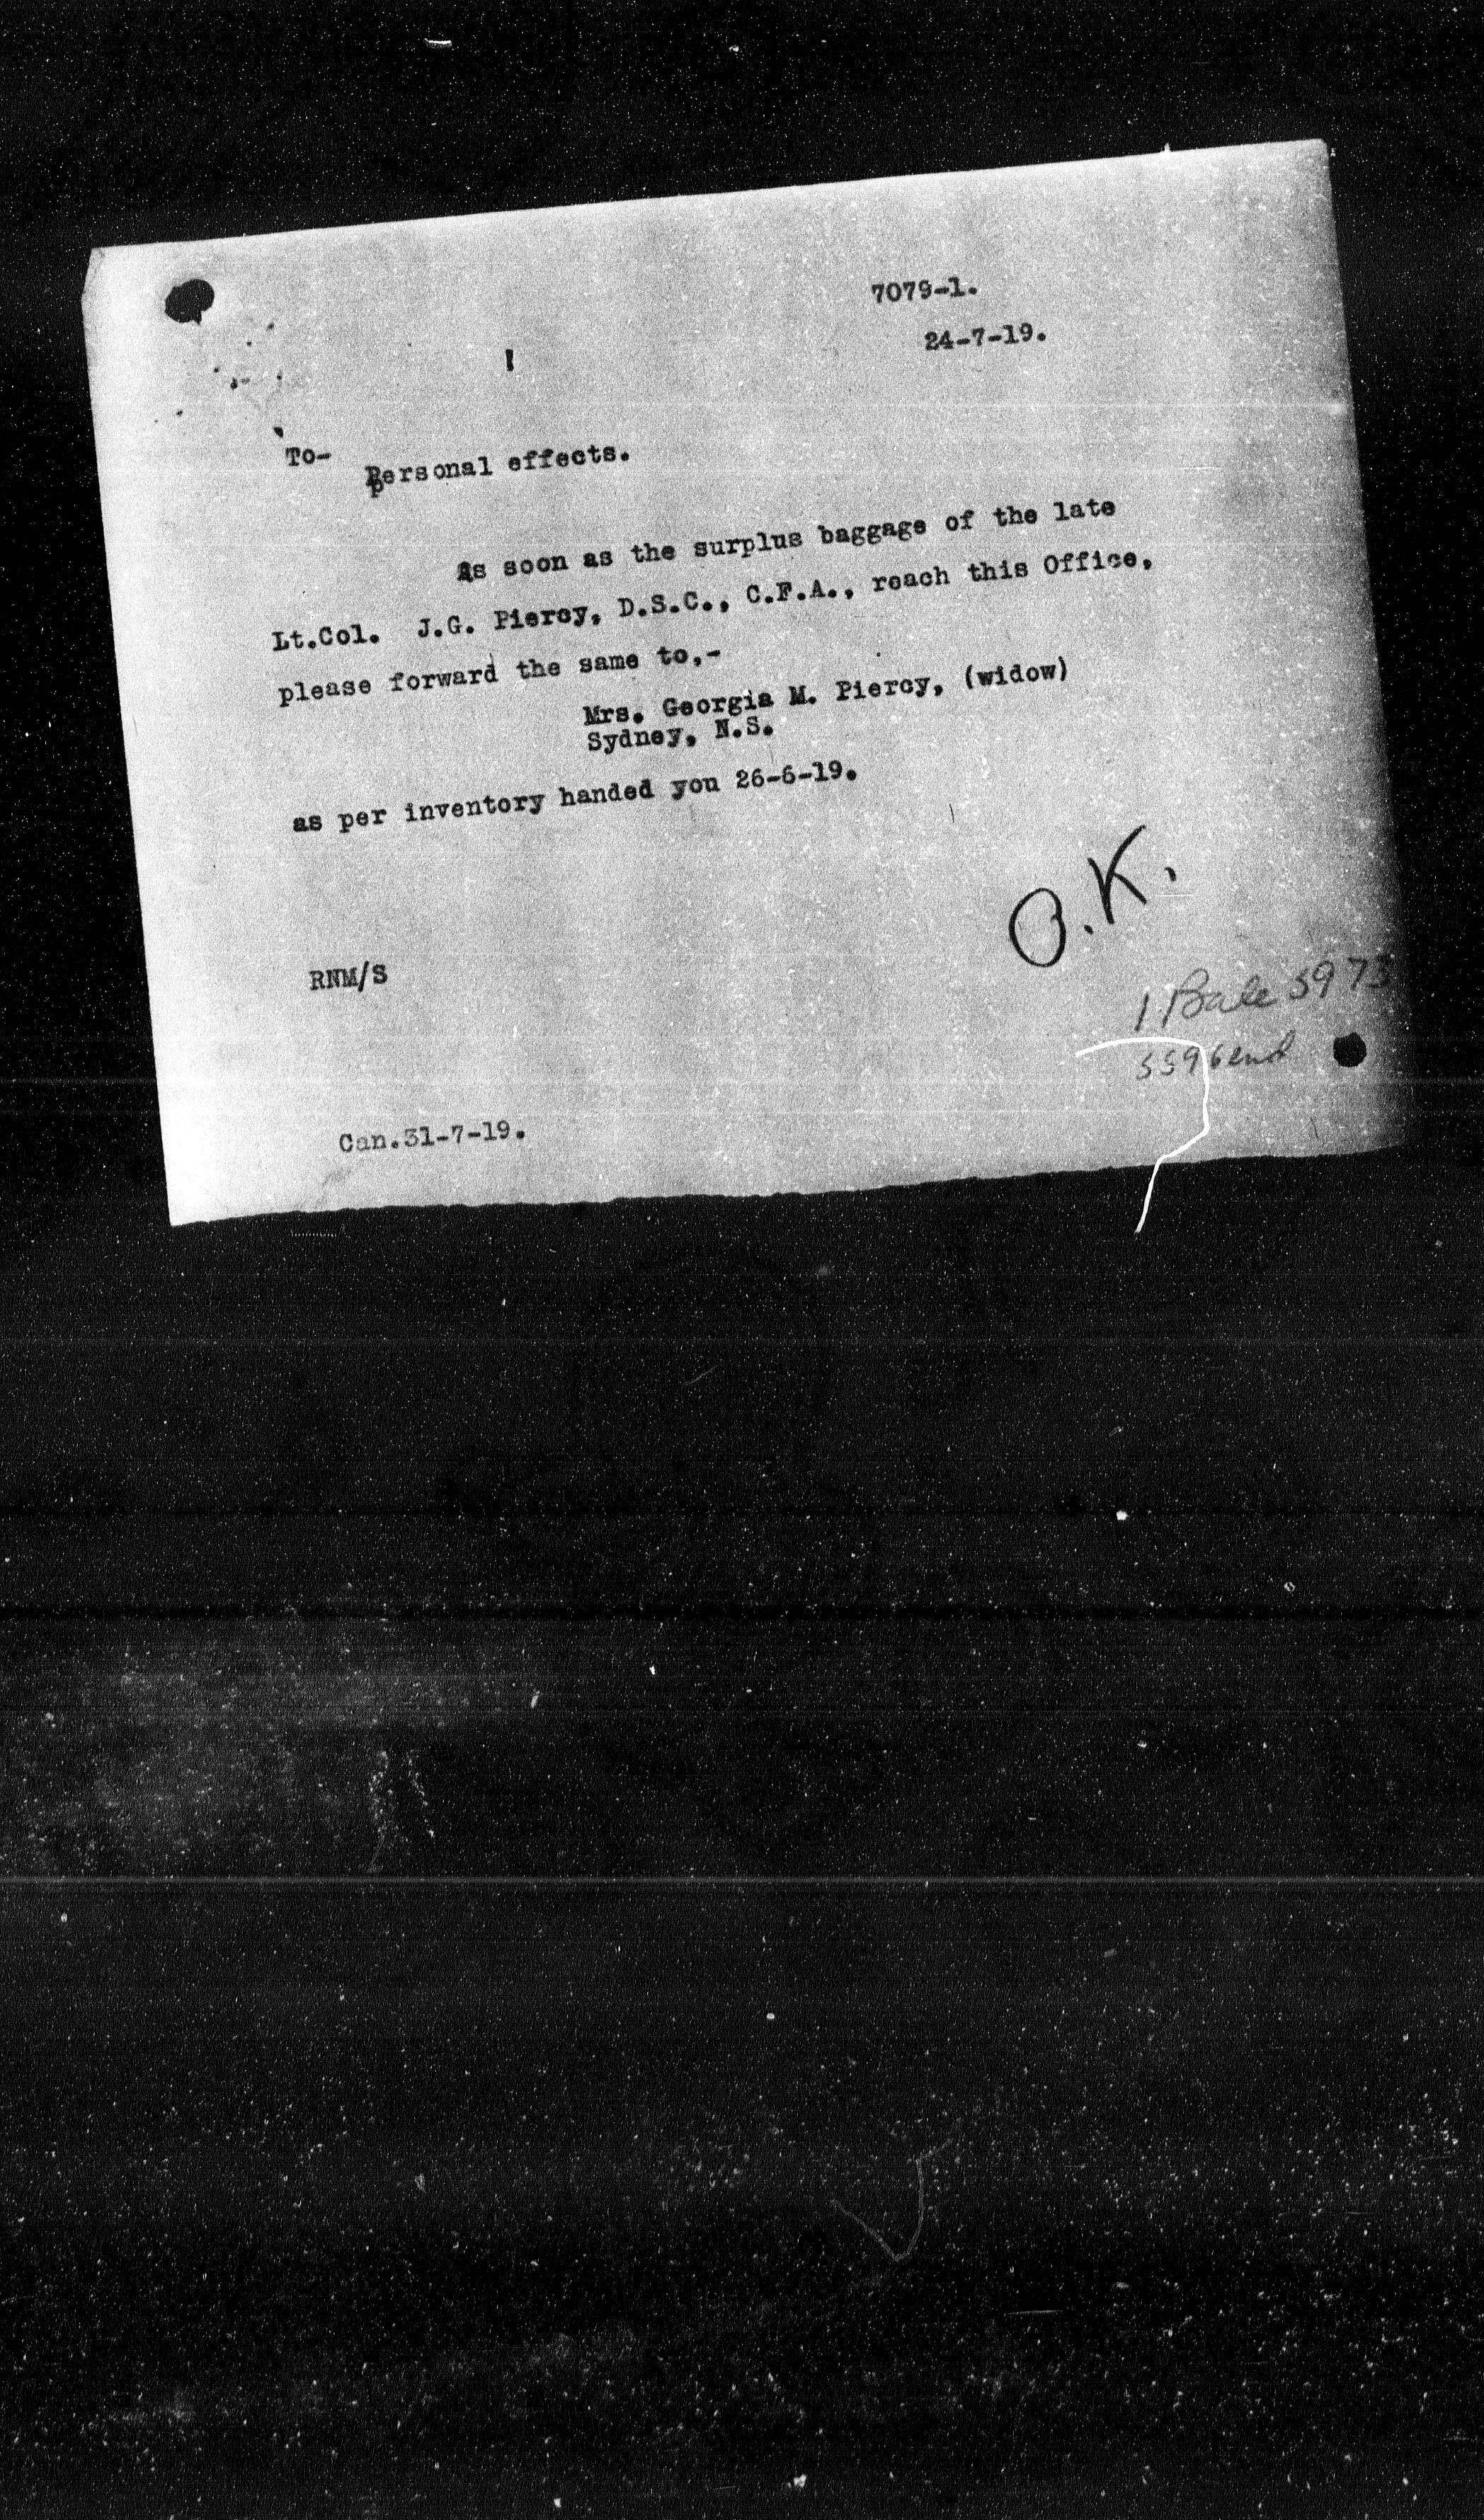 7079-1.
24-7-19.
To-
Personal effects.
As soon as the surplus baggage of the late
Lt.Col. J.G. Piercy, D.S.C., C.F.A., reach this Office,
please forward the same to,-
Mrs. Georgia M. Piercy, (widow)
Sydney, N.S.
as per inventory handed you 26-6-19.
O.K.
RNM/S
1 Bale 5973
5596
Can.31-7-19.